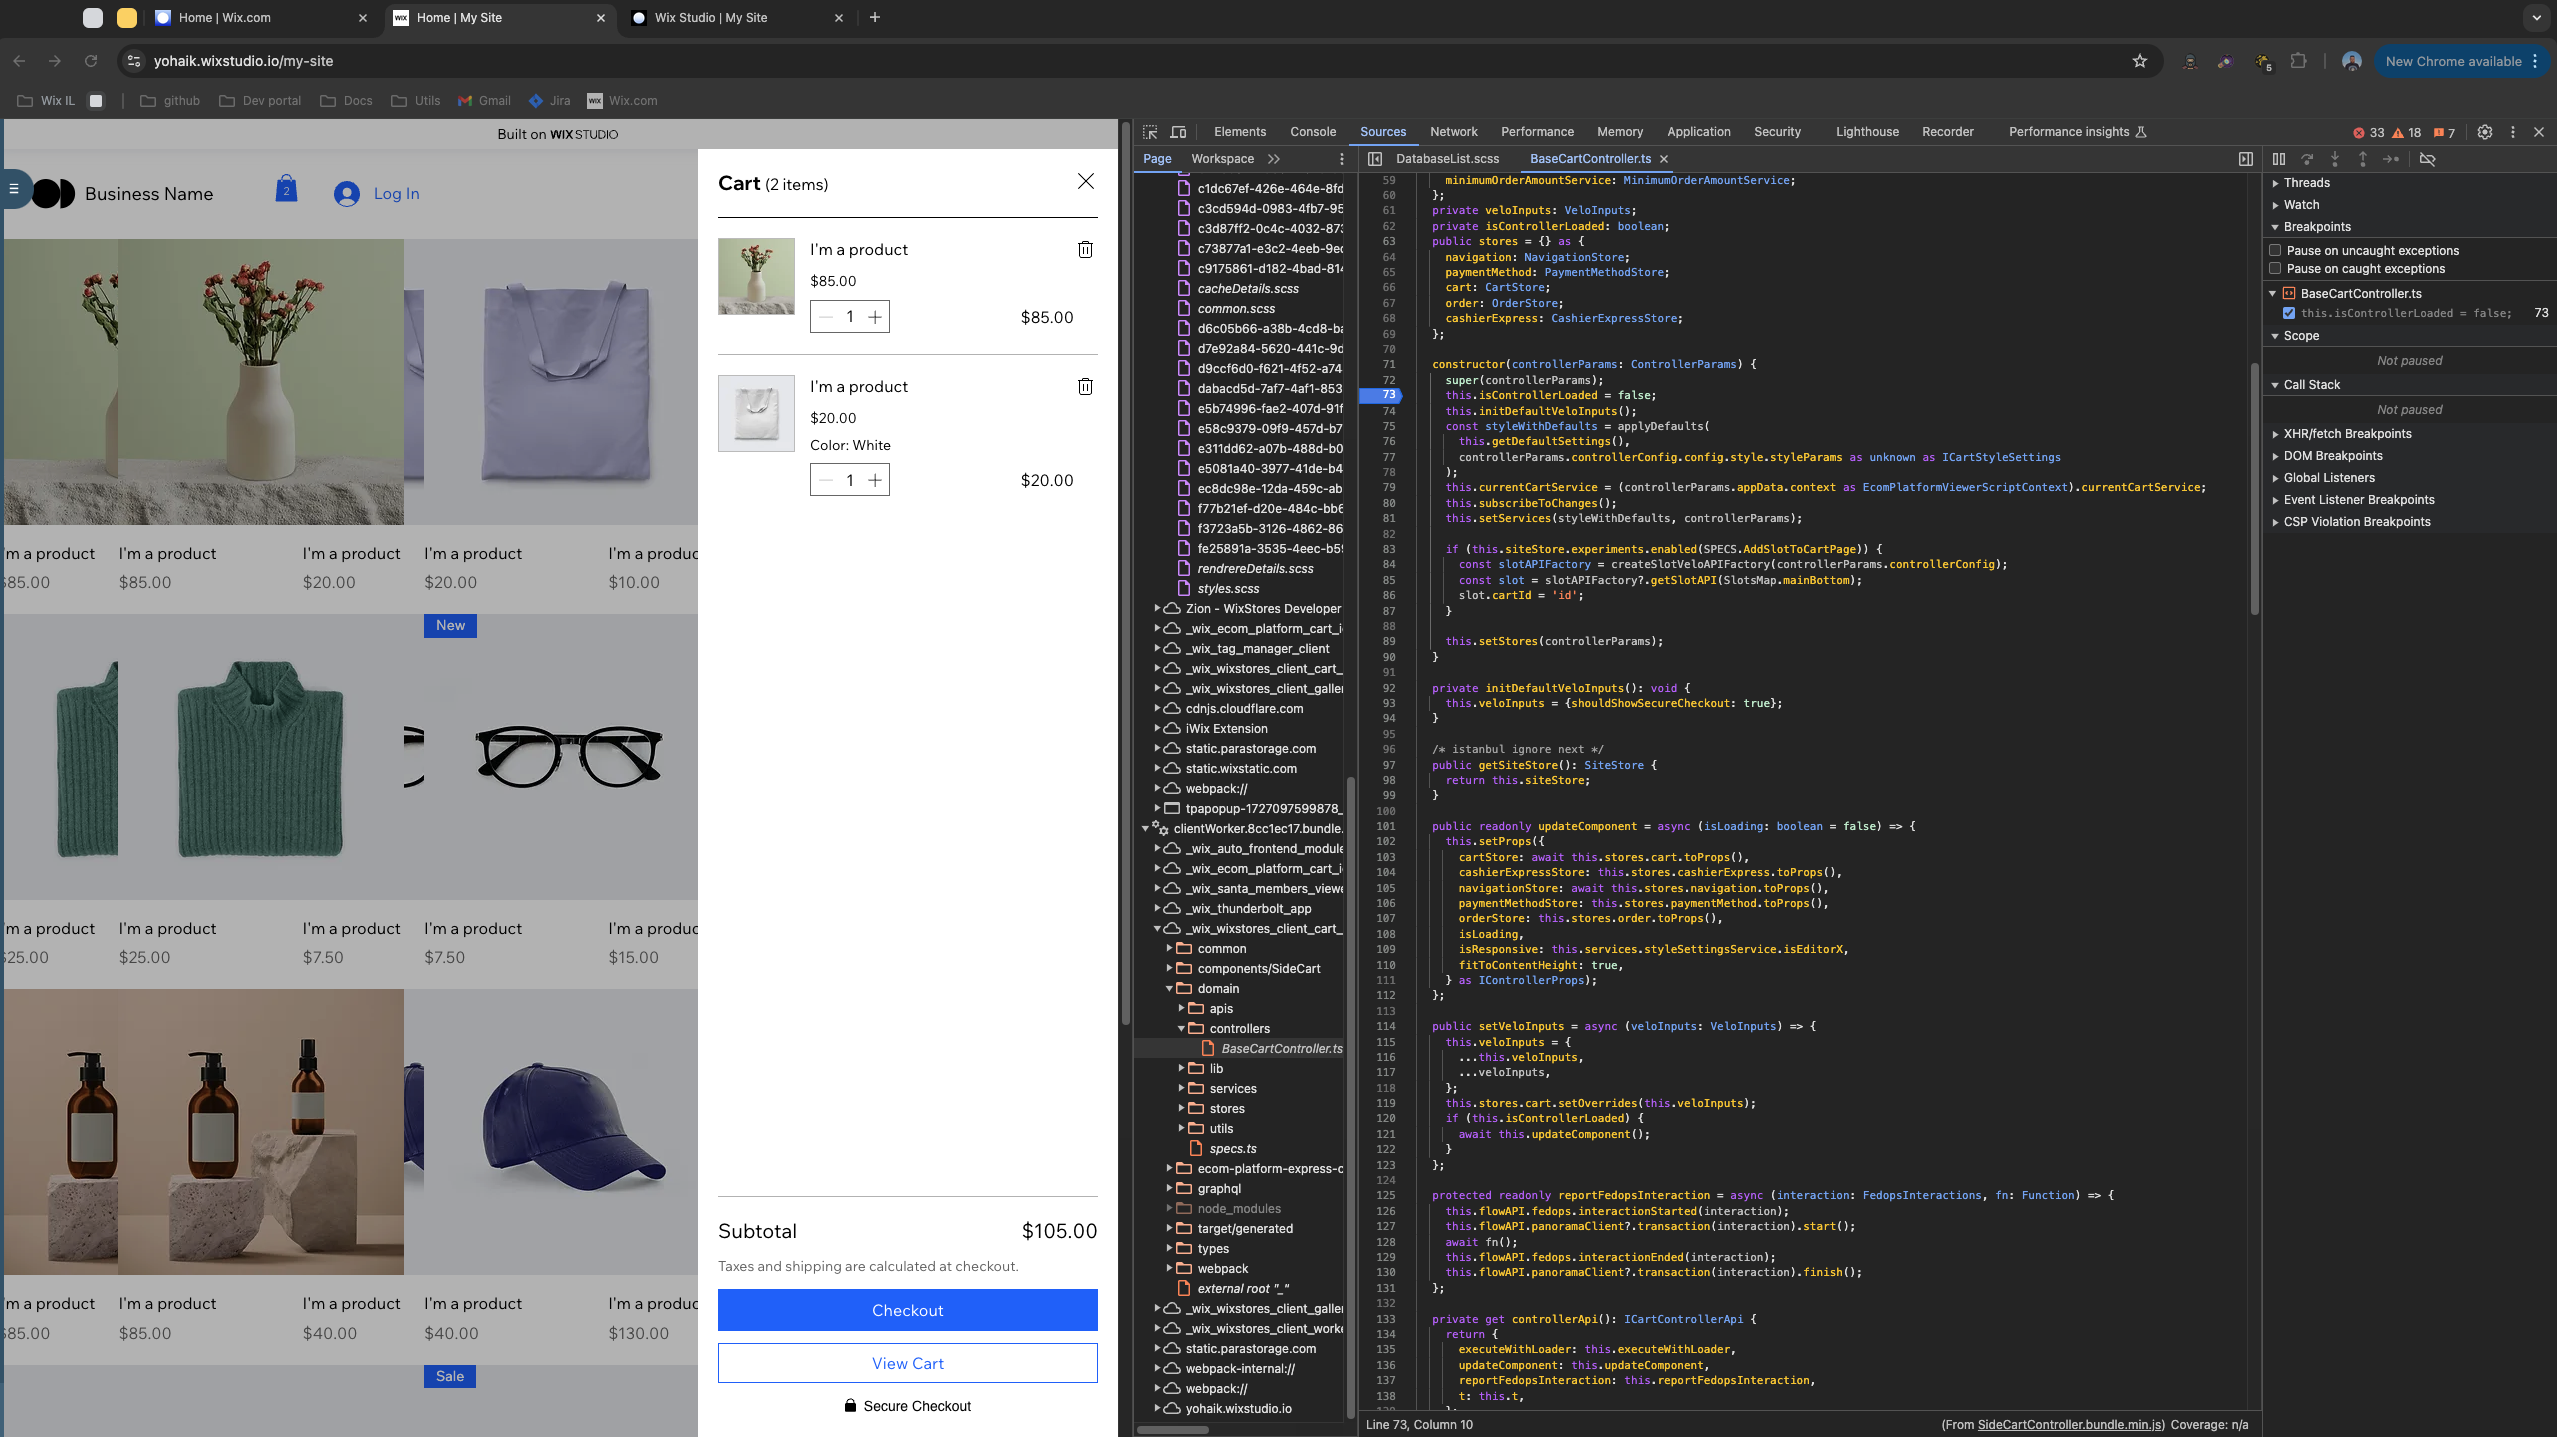 Home | Wix.com
Home | My Site
Wix Studio | My Site
yohaik.wixstudio.io/my-site
5
New Chrome available
Wix IL
github
Dev portal
Docs
Utils
Gmail
Jira
Wix.com
Built on WIX STUDIO
Business Name
2
Log In
I'm a product
$85.00
I'm a product
$20.00
I'm a product
$20.00
$10.00
New
I'm a product
$25.00
I'm a product
$7.50
I'm a product
$7.50
$15.00
I'm a product
$85.00
I'm a product
$40.00
I'm a product
$40.00
$130.00
Sale
Cart (2 items)
I'm a product
$85.00
1
$85.00
I'm a product
$20.00
Color: White
1
$20.00
Subtotal $105.00
Taxes and shipping are calculated at checkout.
Checkout
View Cart
Secure Checkout
Elements Console Sources Network Performance Memory Application Security Lighthouse Recorder Performance insights
33 18 7
Page Workspace
c1dc67ef-426e-464e-8fd
c3cd594d-0983-4fb7-95
c3d87ff2-0c4c-4032-873
c73877a1-e3c2-4eeb-9ec
c9175861-d182-4bad-814
cacheDetails.scss
common.scss
d6c05b66-a38b-4cd8-ba
d7e92a84-5620-441c-9d
d9ccf6d0-f621-4f52-a74
dabacd5d-7af7-4af1-853
e5b74996-fae2-407d-91f
e58c9379-09f9-457d-b7
e311dd62-a07b-488d-b0
e5081a40-3977-41de-b4
ec8dc98e-12da-459c-ab
f77b21ef-d20e-484c-bb6
f3723a5b-3126-4862-86
fe25891a-3535-4eec-b59
rendrereDetails.scss
styles.scss
Zion - WixStores Developer
_wix_ecom_platform_cart_i
_wix_tag_manager_client
_wix_wixstores_client_cart_
_wix_wixstores_client_galler
cdnjs.cloudflare.com
iWix Extension
static.parastorage.com
static.wixstatic.com
webpack://
tpapopup-1727097599878_
clientWorker.8cc1ec17.bundle.
_wix_auto_frontend_module
_wix_ecom_platform_cart_i
_wix_santa_members_viewe
_wix_thunderbolt_app
_wix_wixstores_client_cart_
common
components/SideCart
domain
apis
controllers
BaseCartController.ts
lib
services
stores
utils
specs.ts
ecom-platform-express-c
graphql
node_modules
target/generated
types
webpack
external root "_"
_wix_wixstores_client_galler
_wix_wixstores_client_worke
static.parastorage.com
webpack-internal://
webpack://
yohaik.wixstudio.io
DatabaseList.scss
BaseCartController.ts
59 minimumOrderAmountService: MinimumOrderAmountService;
60 };
61 private veloInputs: VeloInputs;
62 private isControllerLoaded: boolean;
63 public stores = {} as {
64 navigation: NavigationStore;
65 paymentMethod: PaymentMethodStore;
66 cart: CartStore;
67 order: OrderStore;
68 cashierExpress: CashierExpressStore;
69 };
70
71 constructor(controllerParams: ControllerParams) {
72 super(controllerParams);
73 this.isControllerLoaded = false;
74 this.initDefaultVeloInputs();
75 const styleWithDefaults = applyDefaults(
76 this.getDefaultSettings(),
77 controllerParams.controllerConfig.config.style.styleParams as unknown as ICartStyleSettings
78 );
79 this.currentCartService = (controllerParams.appData.context as EcomPlatformViewerScriptContext).currentCartService;
80 this.subscribeToChanges();
81 this.setServices(styleWithDefaults, controllerParams);
82
83 if (this.siteStore.experiments.enabled(SPECS.AddSlotToCartPage)) {
84 const slotAPIFactory = createSlotVeloAPIFactory(controllerParams.controllerConfig);
85 const slot = slotAPIFactory?.getSlotAPI(SlotsMap.mainBottom);
86 slot.cartId = 'id';
87 }
88
89 this.setStores(controllerParams);
90 }
91
92 private initDefaultVeloInputs(): void {
93 this.veloInputs = {shouldShowSecureCheckout: true};
94 }
95
96 /* istanbul ignore next */
97 public getSiteStore(): SiteStore {
98 return this.siteStore;
99 }
100
101 public readonly updateComponent = async (isLoading: boolean = false) => {
102 this.setProps({
103 cartStore: await this.stores.cart.toProps(),
104 cashierExpressStore: this.stores.cashierExpress.toProps(),
105 navigationStore: await this.stores.navigation.toProps(),
106 paymentMethodStore: this.stores.paymentMethod.toProps(),
107 orderStore: this.stores.order.toProps(),
108 isLoading,
109 isResponsive: this.services.styleSettingsService.isEditorX,
110 fitToContentHeight: true,
111 } as IControllerProps);
112 };
113
114 public setVeloInputs = async (veloInputs: VeloInputs) => {
115 this.veloInputs = {
116 ...this.veloInputs,
117 ...veloInputs,
118 };
119 this.stores.cart.setOverrides(this.veloInputs);
120 if (this.isControllerLoaded) {
121 await this.updateComponent();
122 }
123 };
124
125 protected readonly reportFedopsInteraction = async (interaction: FedopsInteractions, fn: Function) => {
126 this.flowAPI.fedops.interactionStarted(interaction);
127 this.flowAPI.panoramaClient?.transaction(interaction).start();
128 await fn();
129 this.flowAPI.fedops.interactionEnded(interaction);
130 this.flowAPI.panoramaClient?.transaction(interaction).finish();
131 };
132
133 private get controllerApi(): ICartControllerApi {
134 return {
135 executeWithLoader: this.executeWithLoader,
136 updateComponent: this.updateComponent,
137 reportFedopsInteraction: this.reportFedopsInteraction,
138 t: this.t,
Line 73, Column 10
(From SideCartController.bundle.min.js) Coverage: n/a
Threads
Watch
Breakpoints
Pause on uncaught exceptions
Pause on caught exceptions
BaseCartController.ts
this.isControllerLoaded = false; 73
Scope
Not paused
Call Stack
Not paused
XHR/fetch Breakpoints
DOM Breakpoints
Global Listeners
Event Listener Breakpoints
CSP Violation Breakpoints